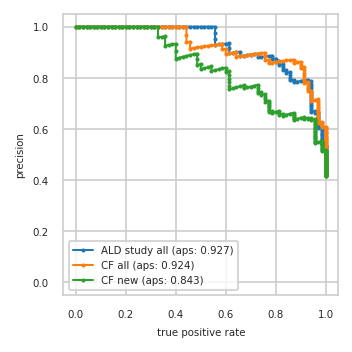 1.0
0.8
0.6
0.4
0.2
0.0
precision
ALD study all (aps: 0.927)
CF all (aps: 0.924)
CF new (aps: 0.843)
0.0 0.2 0.4 0.6 0.8 1.0
true positive rate